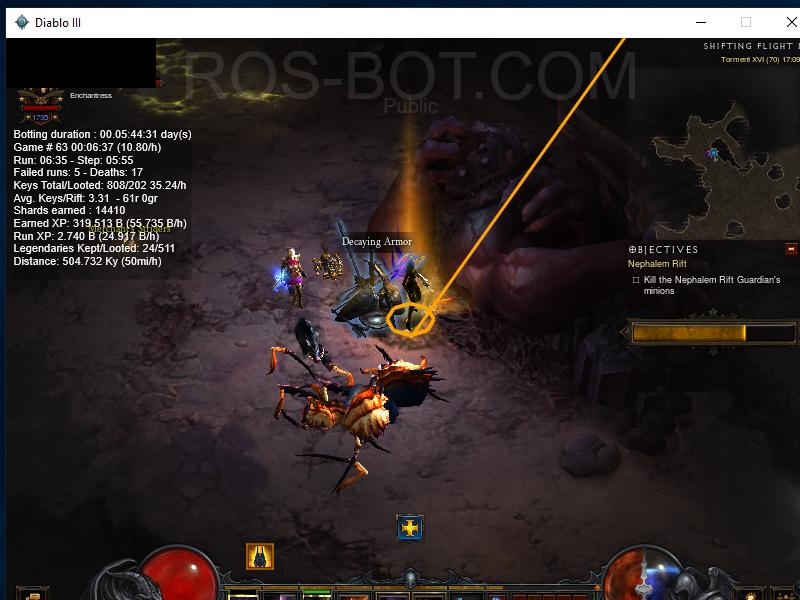 Diablo III
SHIFTING FLIGHT
Torment XVI (70) 17:09
ROS-BOT.COM
Public
Enchantress
1735
Botting duration : 00.05:44:31 day(s)
Game # 63 00:06:37 (10.80/h)
Run: 06:35 - Step: 05:55
Failed runs: 5 - Deaths: 17
Keys Total/Looted: 808/202 35.24/h
Avg. Keys/Rift: 3.31 - 61r 0gr
Shards earned : 14410
Earned XP: 319.513 B (55.735 B/h)
Run XP: 2.740 B (24.917 B/h)
Legendaries Kept/Looted: 24/511
Distance: 504.732 Ky (50mi/h)
Decaying Armor
OBJECTIVES
Nephalem Rift
Kill the Nephalem Rift Guardian's
minions